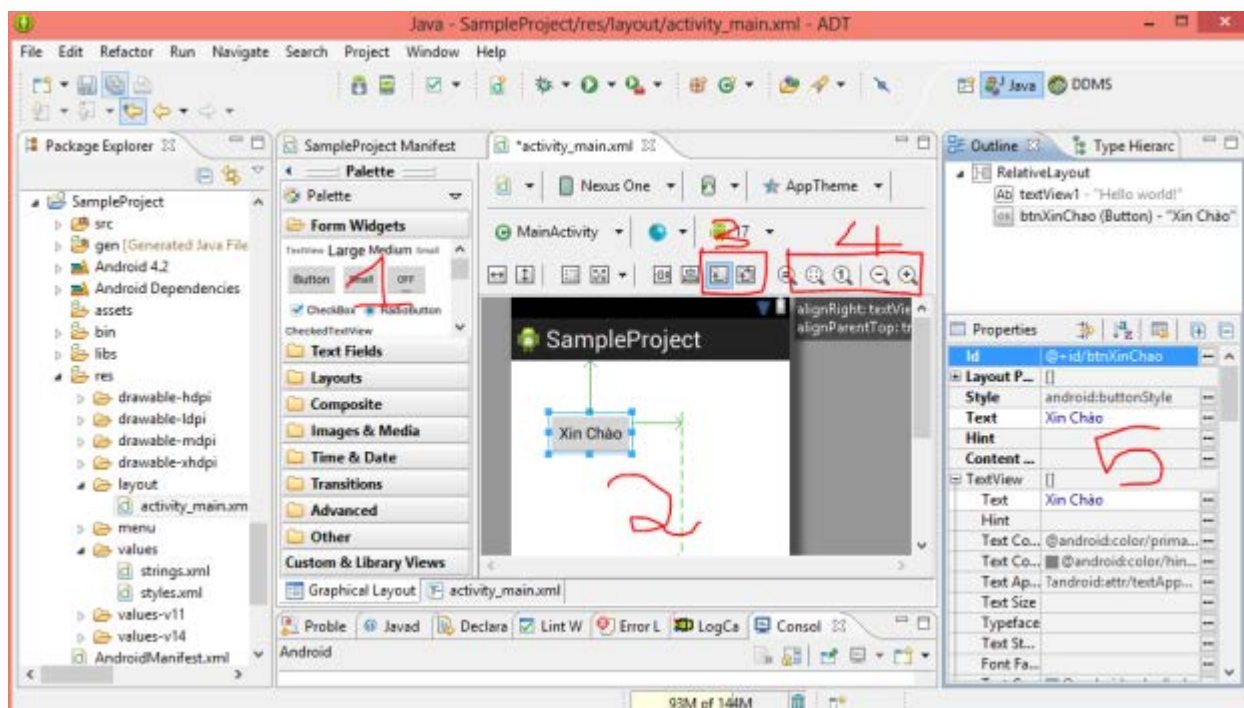 Java - SampleProject/res/layout/activity_main.xml - ADT
File Edit Refactor Run Navigate Search Project Window Help
Java DDMS
Package Explorer
SampleProject
src
gen [Generated Java File
Android 4.2
Android Dependencies
assets
bin
libs
res
drawable-hdpi
drawable-ldpi
drawable-mdpi
drawable-xhdpi
layout
activity_main.xm
menu
values
strings.xml
styles.xml
values-v11
values-v14
AndroidManifest.xml
SampleProject Manifest
*activity_main.xml
Palette
Palette
Form Widgets
TextView Large Medium Small
Button Small OFF
CheckBox RadioButton
CheckedTextView
1
Text Fields
Layouts
Composite
Images & Media
Time & Date
Transitions
Advanced
Other
Custom & Library Views
Nexus One AppTheme
MainActivity 17
3 4
alignRight: textVie
alignParentTop: tr
SampleProject
Xin Chào
2
Graphical Layout activity_main.xml
Proble Javad Declara Lint W Error L LogCa Consol
Android
93M of 144M
Outline Type Hierarc
RelativeLayout
Ab textView1 - "Hello world!"
btnXinChao (Button) - "Xin Chào"
Properties
Id @+id/btnXinChao
Layout P... []
Style android:buttonStyle
Text Xin Chào
Hint
Content ...
5
TextView []
Text Xin Chào
Hint
Text Co... @android:color/prima...
Text Co... @android:color/hin...
Text Ap... ?android:attr/textApp...
Text Size
Typeface
Text St...
Font Fa...